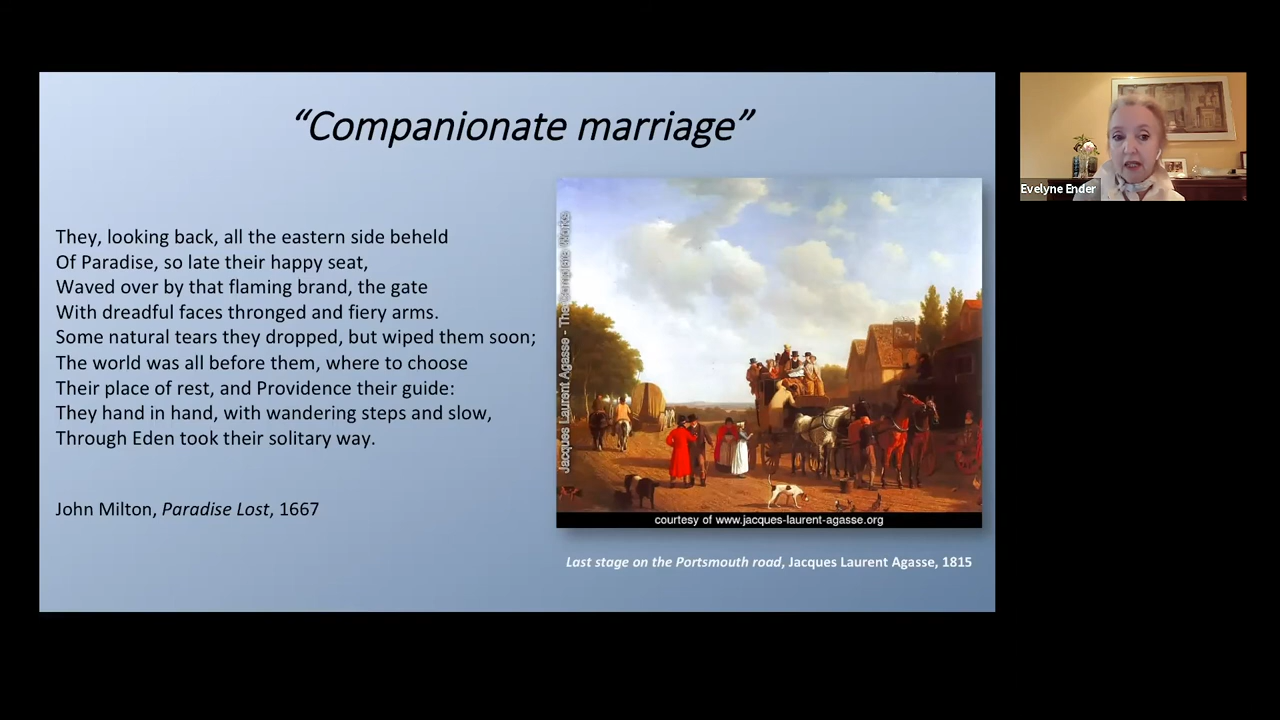 “Companionate marriage”
They, looking back, all the eastern side beheld
Of Paradise, so late their happy seat,
Waved over by that flaming brand, the gate
With dreadful faces thronged and fiery arms.
Some natural tears they dropped, but wiped them soon;
The world was all before them, where to choose
Their place of rest, and Providence their guide:
They hand in hand, with wandering steps and slow,
Through Eden took their solitary way.
John Milton, Paradise Lost, 1667
Jacques Laurent Agasse - The Complete Works
courtesy of www.jacques-laurent-agasse.org
Last stage on the Portsmouth road, Jacques Laurent Agasse, 1815
Evelyne Ender